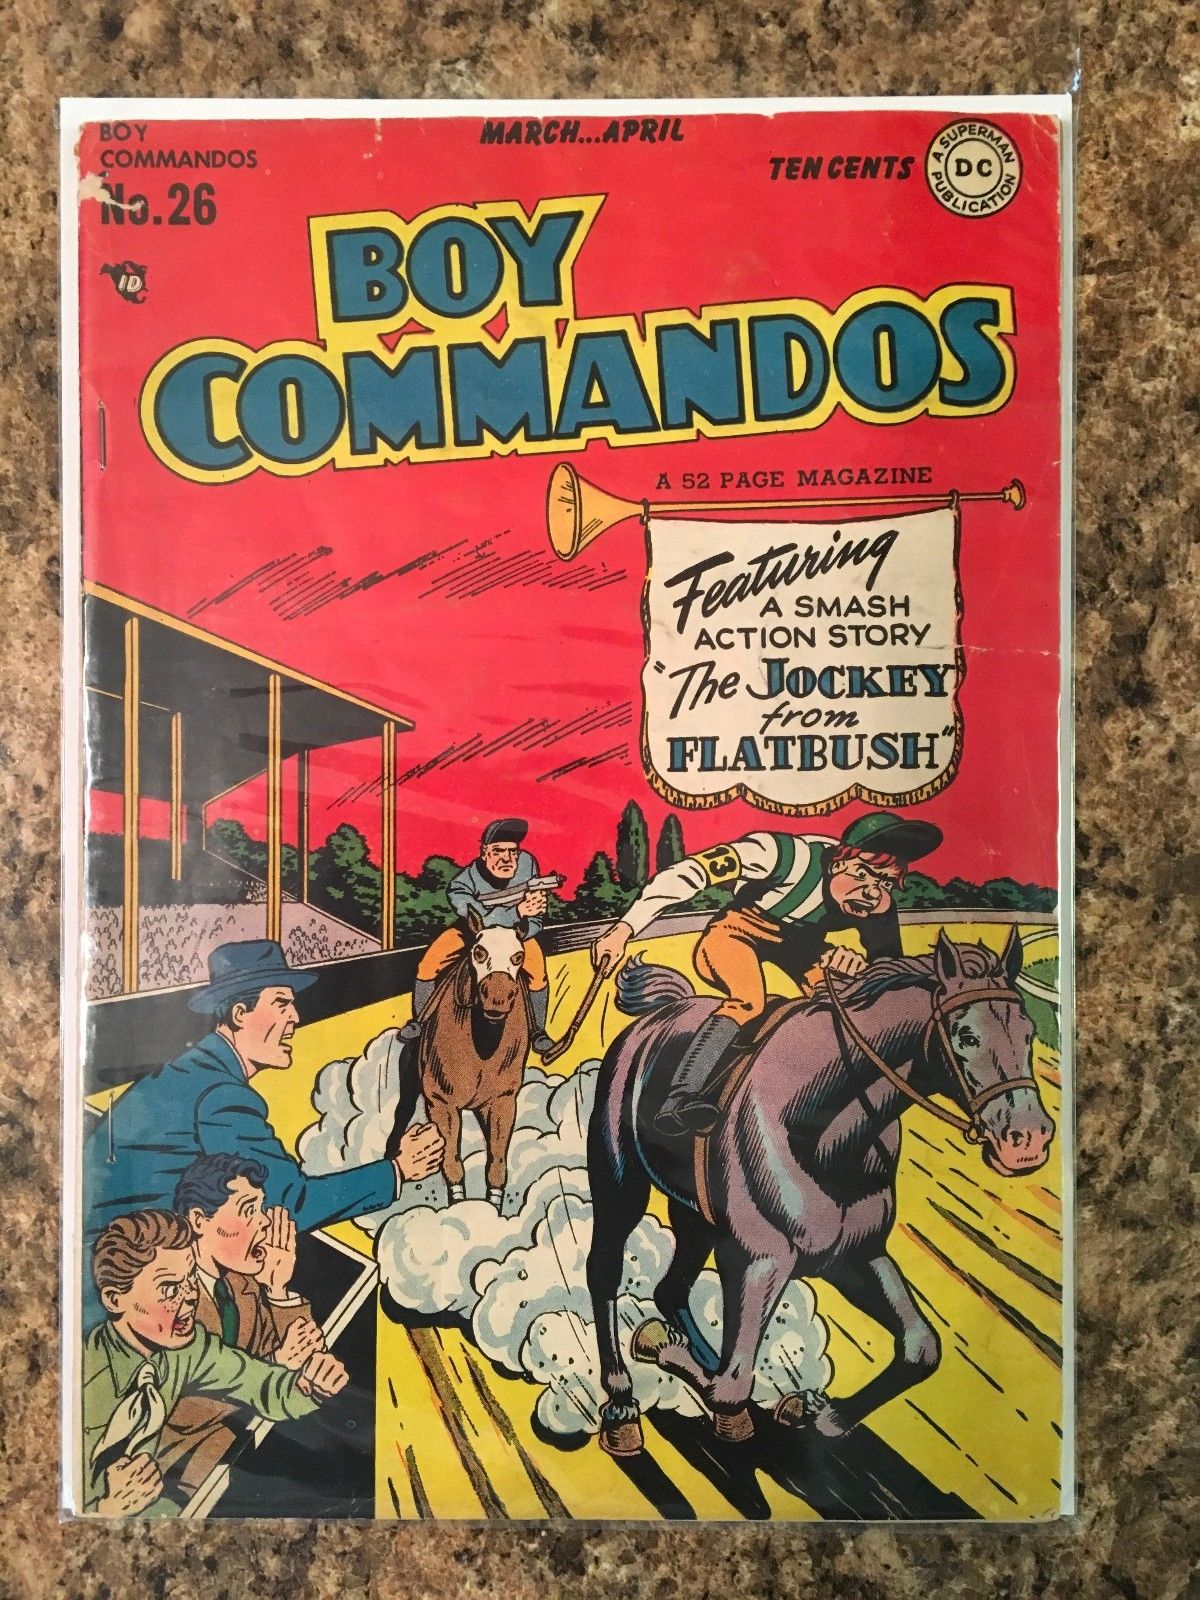 BOY
COMMANDOS
No.26
MARCH...APRIL
TEN CENTS
A SUPERMAN
DC
PUBLICATION
ID
BOY
COMMANDOS
A 52 PAGE MAGAZINE
Featuring
A SMASH
ACTION STORY
"The JOCKEY
from
FLATBUSH"
13